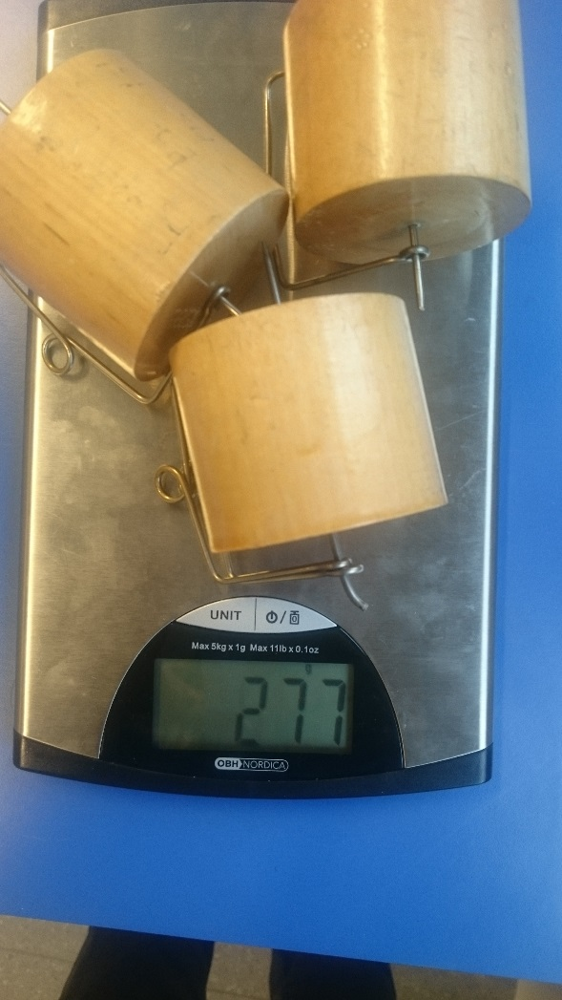 UNIT
Max 5kg x 1g Max 11lb x 0.1oz
277
OBH NORDICA